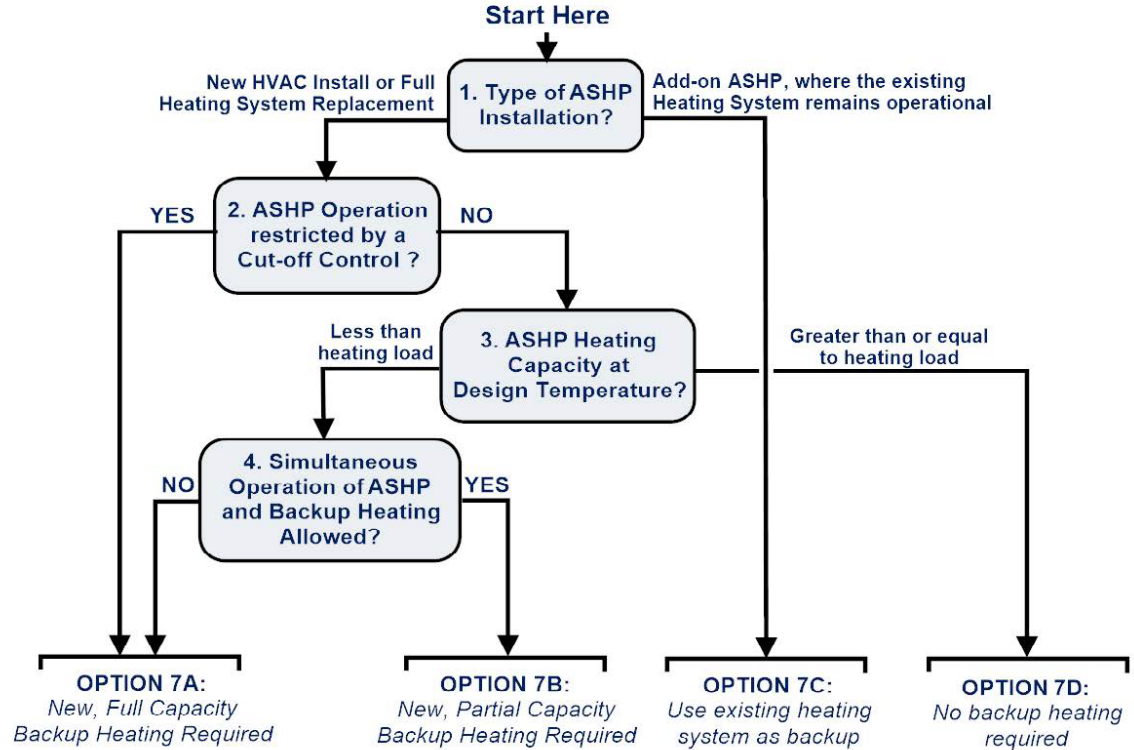 Start Here
New HVAC Install or Full
Heating System Replacement
1. Type of ASHP
Installation?
Add-on ASHP, where the existing
Heating System remains operational
YES
2. ASHP Operation
restricted by a
Cut-off Control ?
NO
Less than
heating load
3. ASHP Heating
Capacity at
Design Temperature?
Greater than or equal
to heating load
NO
4. Simultaneous
Operation of ASHP
and Backup Heating
Allowed?
YES
OPTION 7A:
New, Full Capacity
Backup Heating Required
OPTION 7B:
New, Partial Capacity
Backup Heating Required
OPTION 7C:
Use existing heating
system as backup
OPTION 7D:
No backup heating
required